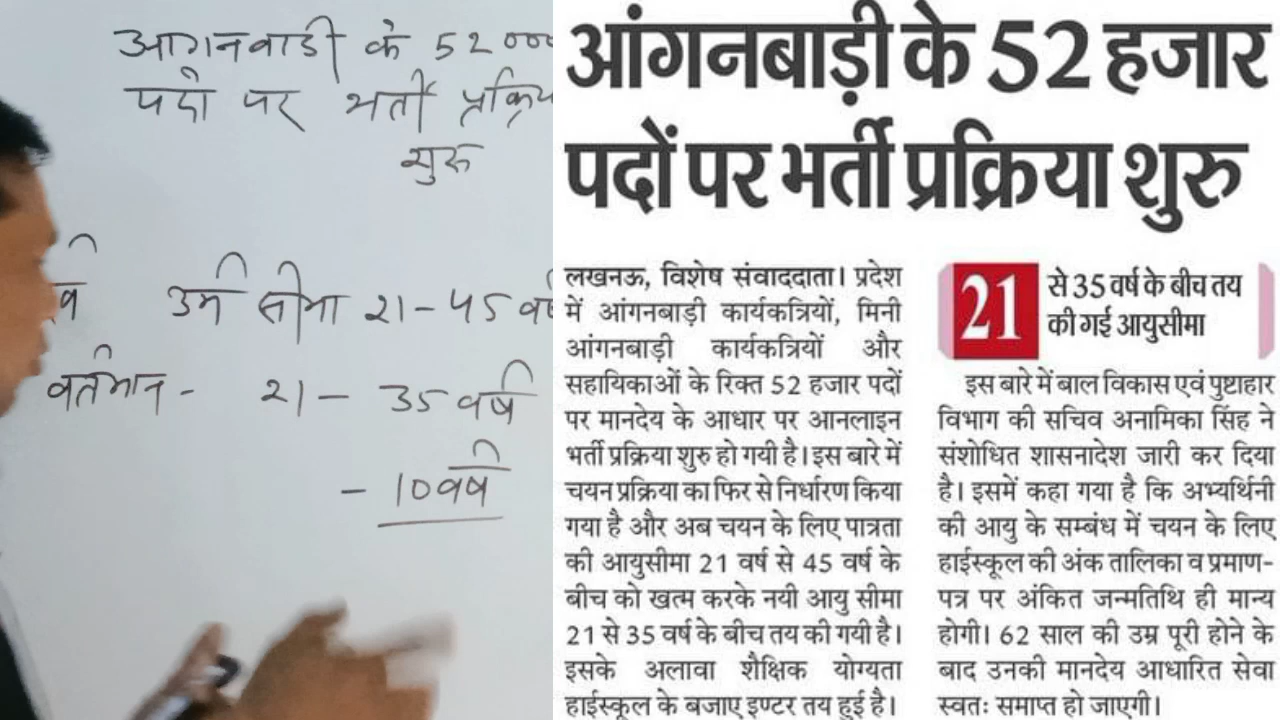 आगनवाडी के 52000
पदो पर भर्ती प्रक्रिय
शुरु
उर्म सीमा 21-45 वर्ष
वर्तमान - 21 - 35 वर्ष
- 10 वर्ष
आंगनबाड़ी के 52 हजार
पदों पर भर्ती प्रक्रिया शुरु
लखनऊ, विशेष संवाददाता। प्रदेश
में आंगनबाड़ी कार्यकत्रियों, मिनी
आंगनबाड़ी कार्यकत्रियों और
सहायिकाओं के रिक्त 52 हजार पदों
पर मानदेय के आधार पर आनलाइन
भर्ती प्रक्रिया शुरु हो गयी है। इस बारे में
चयन प्रक्रिया का फिर से निर्धारण किया
गया है और अब चयन के लिए पात्रता
की आयुसीमा 21 वर्ष से 45 वर्ष के
बीच को खत्म करके नयी आयु सीमा
21 से 35 वर्ष के बीच तय की गयी है।
इसके अलावा शैक्षिक योग्यता
हाईस्कूल के बजाए इण्टर तय हुई है।
21 से 35 वर्ष के बीच तय
की गई आयुसीमा
इस बारे में बाल विकास एवं पुष्टाहार
विभाग की सचिव अनामिका सिंह ने
संशोधित शासनादेश जारी कर दिया
है। इसमें कहा गया है कि अभ्यर्थिनी
की आयु के सम्बंध में चयन के लिए
हाईस्कूल की अंक तालिका व प्रमाण-
पत्र पर अंकित जन्मतिथि ही मान्य
होगी। 62 साल की उम्र पूरी होने के
बाद उनकी मानदेय आधारित सेवा
स्वतः समाप्त हो जाएगी।